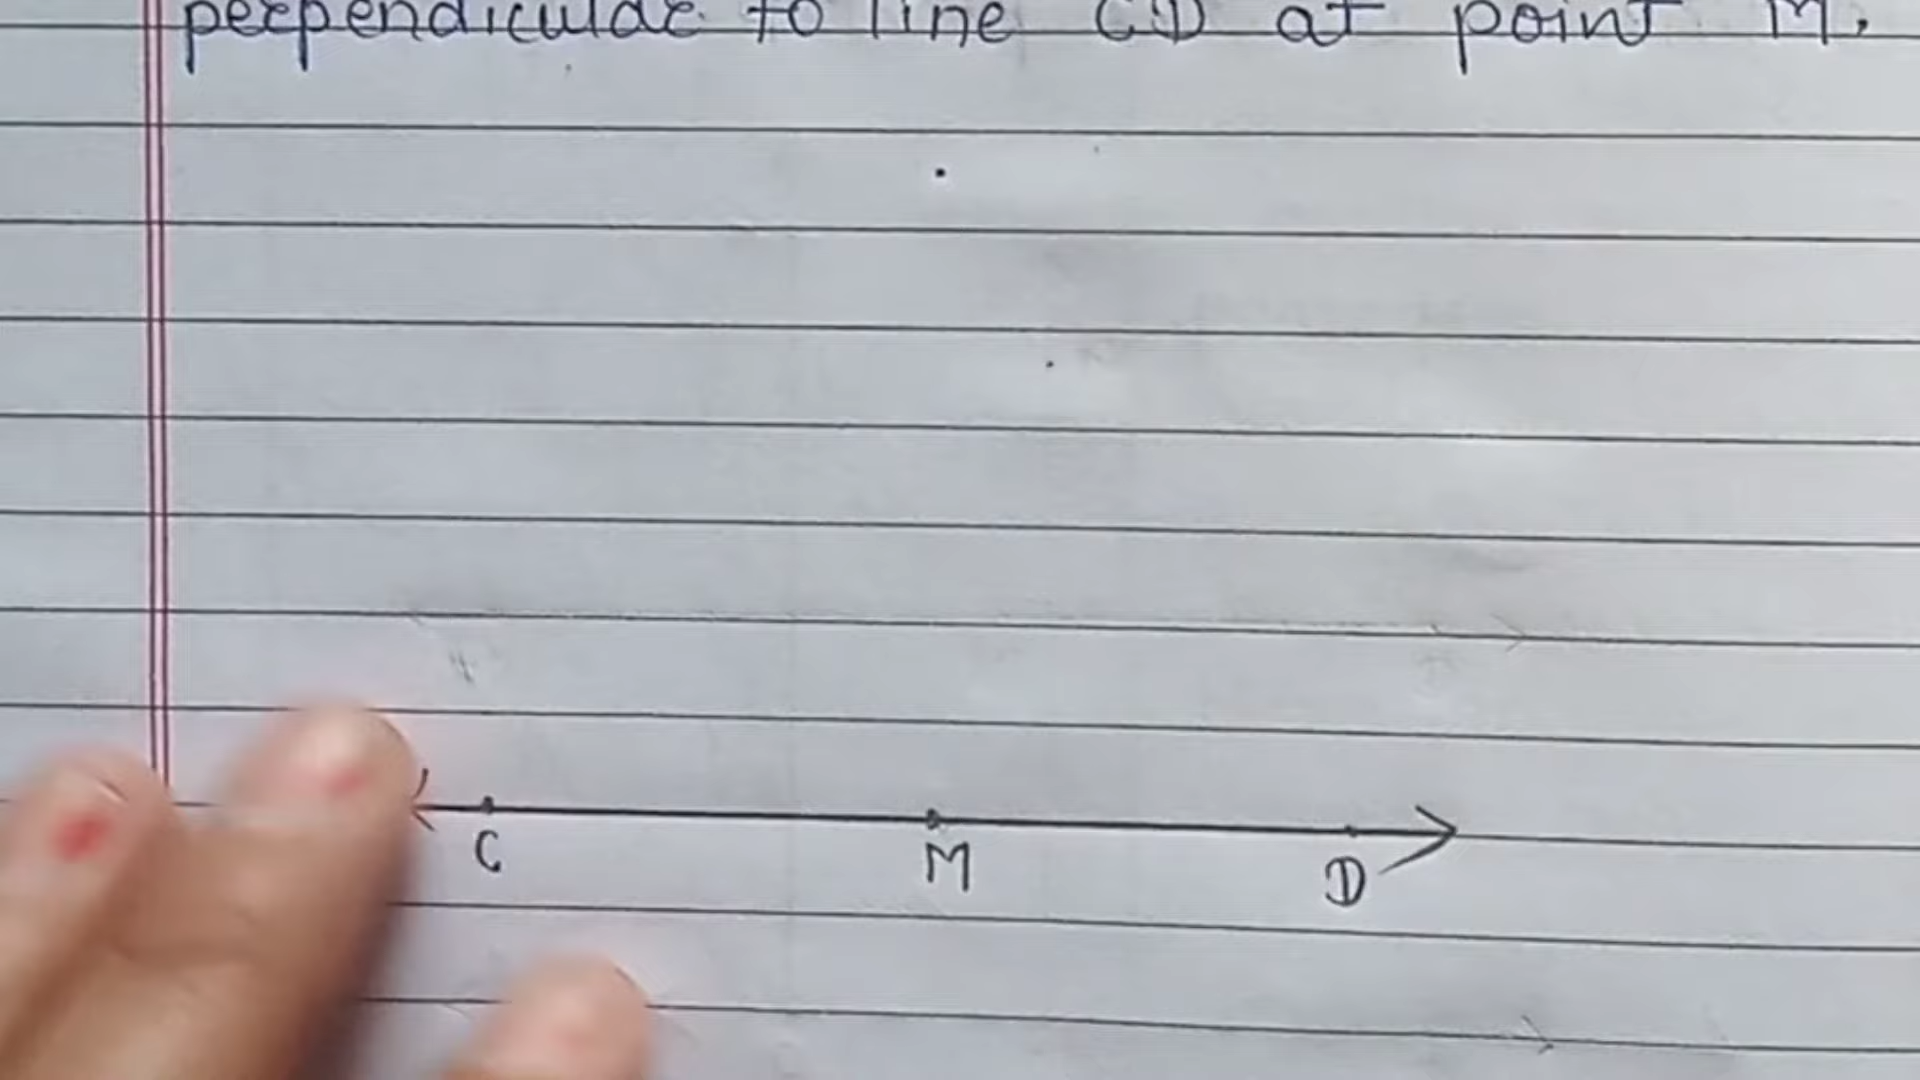 perpendicular to line CD at point M.
C
M
D